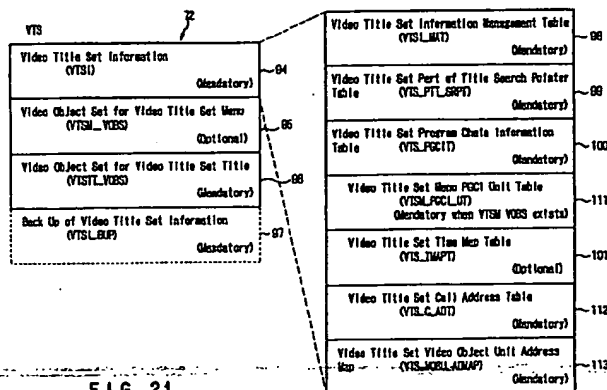 VTS
72
Video Title Set Information
(VTSI)
(Mandatory)
94
Video Object Set for Video Title Set Menu
(VTSM_VOBS)
(Optional)
95
Video Object Set for Video Title Set Title
(VTSTT_VOBS)
(Mandatory)
96
Back Up of Video Title Set Information
(VTSI_BUP)
(Mandatory)
97
Video Title Set Information Management Table
(VTSI_MAT)
(Mandatory)
98
Video Title Set Part of Title Search Pointer
Table
(VTS_PTT_SRPT)
(Mandatory)
99
Video Title Set Program Chain Information
Table
(VTS_PGCIT)
(Mandatory)
100
Video Title Set Menu PGCI Unit Table
(VTSM_PGCI_UT)
(Mandatory when VTSM VOBS exists)
111
Video Title Set Time Map Table
(VTS_TMAPT)
(Optional)
101
Video Title Set Cell Address Table
(VTS_C_ADT)
(Mandatory)
112
Video Title Set Video Object Unit Address
Map
(VTS_VOBU_ADMAP)
(Mandatory)
113
FIG. 21